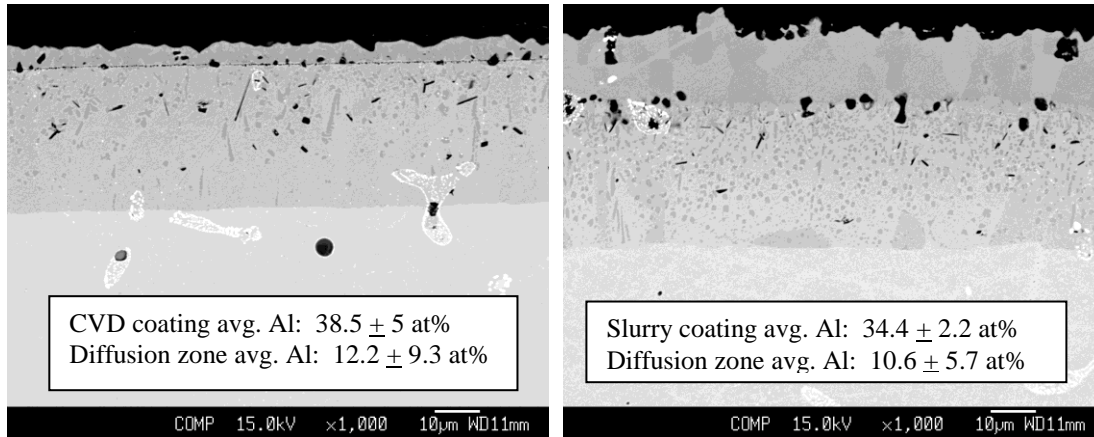 CVD coating avg. Al: 38.5 ± 5 at%
Diffusion zone avg. Al: 12.2 ± 9.3 at%
COMP 15.0kV ×1,000 10µm WD11mm
Slurry coating avg. Al: 34.4 ± 2.2 at%
Diffusion zone avg. Al: 10.6 ± 5.7 at%
COMP 15.0kV ×1,000 10µm WD11mm